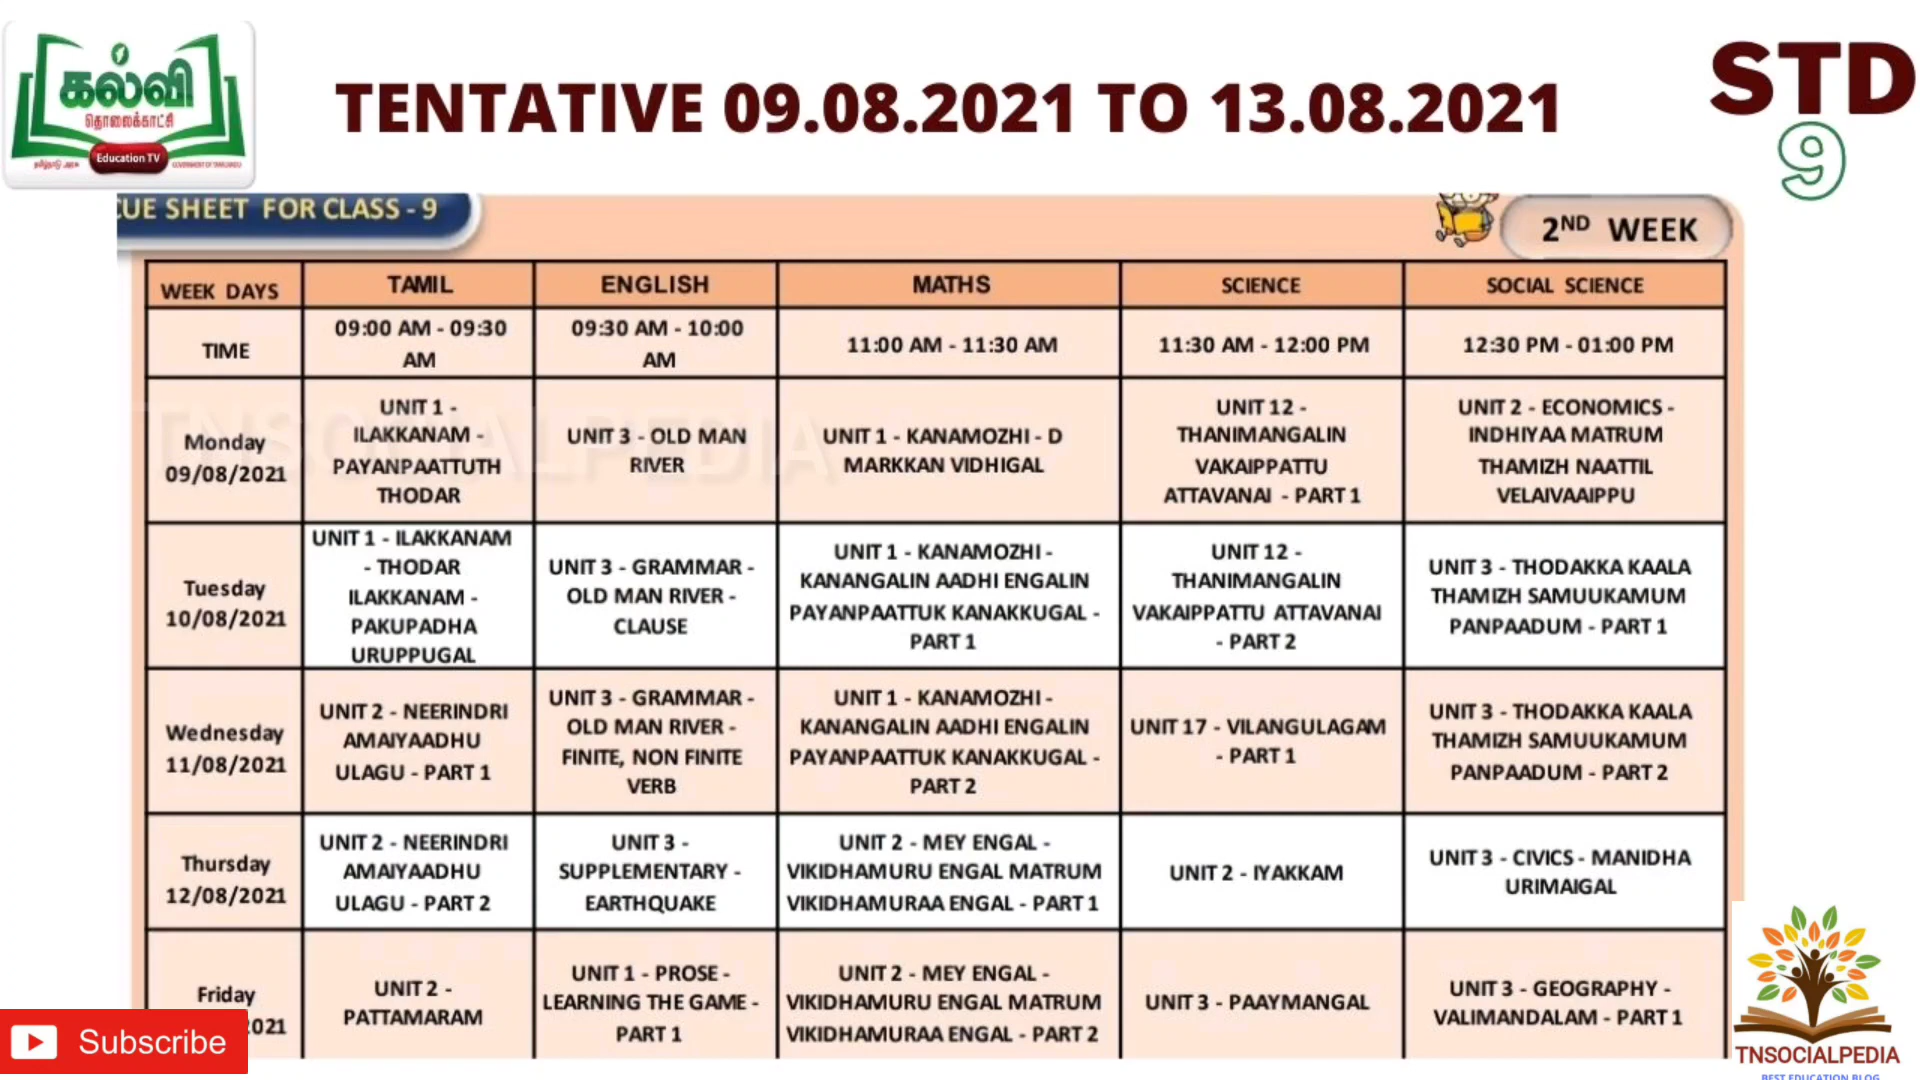 கல்வி
தொலைக்காட்சி
Education TV
தமிழ்நாடு அரசு
GOVERNMENT OF TAMILNADU
TENTATIVE 09.08.2021 TO 13.08.2021
STD
9
CUE SHEET FOR CLASS - 9
2ND WEEK
WEEK DAYS
TAMIL
ENGLISH
MATHS
SCIENCE
SOCIAL SCIENCE
TIME
09:00 AM - 09:30
AM
09:30 AM - 10:00
AM
11:00 AM - 11:30 AM
11:30 AM - 12:00 PM
12:30 PM - 01:00 PM
Monday
09/08/2021
UNIT 1 -
ILAKKANAM -
PAYANPAATTUTH
THODAR
UNIT 3 - OLD MAN
RIVER
UNIT 1 - KANAMOZHI - D
MARKKAN VIDHIGAL
UNIT 12 -
THANIMANGALIN
VAKAIPPATTU
ATTAVANAI - PART 1
UNIT 2 - ECONOMICS -
INDHIYAA MATRUM
THAMIZH NAATTIL
VELAIVAAIPPU
TNSOCIALPEDIA
Tuesday
10/08/2021
UNIT 1 - ILAKKANAM
- THODAR
ILAKKANAM -
PAKUPADHA
URUPPUGAL
UNIT 3 - GRAMMAR -
OLD MAN RIVER -
CLAUSE
UNIT 1 - KANAMOZHI -
KANANGALIN AADHI ENGALIN
PAYANPAATTUK KANAKKUGAL -
PART 1
UNIT 12 -
THANIMANGALIN
VAKAIPPATTU ATTAVANAI
- PART 2
UNIT 3 - THODAKKA KAALA
THAMIZH SAMUUKAMUM
PANPAADUM - PART 1
Wednesday
11/08/2021
UNIT 2 - NEERINDRI
AMAIYAADHU
ULAGU - PART 1
UNIT 3 - GRAMMAR -
OLD MAN RIVER -
FINITE, NON FINITE
VERB
UNIT 1 - KANAMOZHI -
KANANGALIN AADHI ENGALIN
PAYANPAATTUK KANAKKUGAL -
PART 2
UNIT 17 - VILANGULAGAM
- PART 1
UNIT 3 - THODAKKA KAALA
THAMIZH SAMUUKAMUM
PANPAADUM - PART 2
Thursday
12/08/2021
UNIT 2 - NEERINDRI
AMAIYAADHU
ULAGU - PART 2
UNIT 3 -
SUPPLEMENTARY -
EARTHQUAKE
UNIT 2 - MEY ENGAL -
VIKIDHAMURU ENGAL MATRUM
VIKIDHAMURAA ENGAL - PART 1
UNIT 2 - IYAKKAM
UNIT 3 - CIVICS - MANIDHA
URIMAIGAL
Friday
021
UNIT 2 -
PATTAMARAM
UNIT 1 - PROSE -
LEARNING THE GAME -
PART 1
UNIT 2 - MEY ENGAL -
VIKIDHAMURU ENGAL MATRUM
VIKIDHAMURAA ENGAL - PART 2
UNIT 3 - PAAYMANGAL
UNIT 3 - GEOGRAPHY -
VALIMANDALAM - PART 1
Subscribe
TNSOCIALPEDIA
BEST EDUCATION BLOG